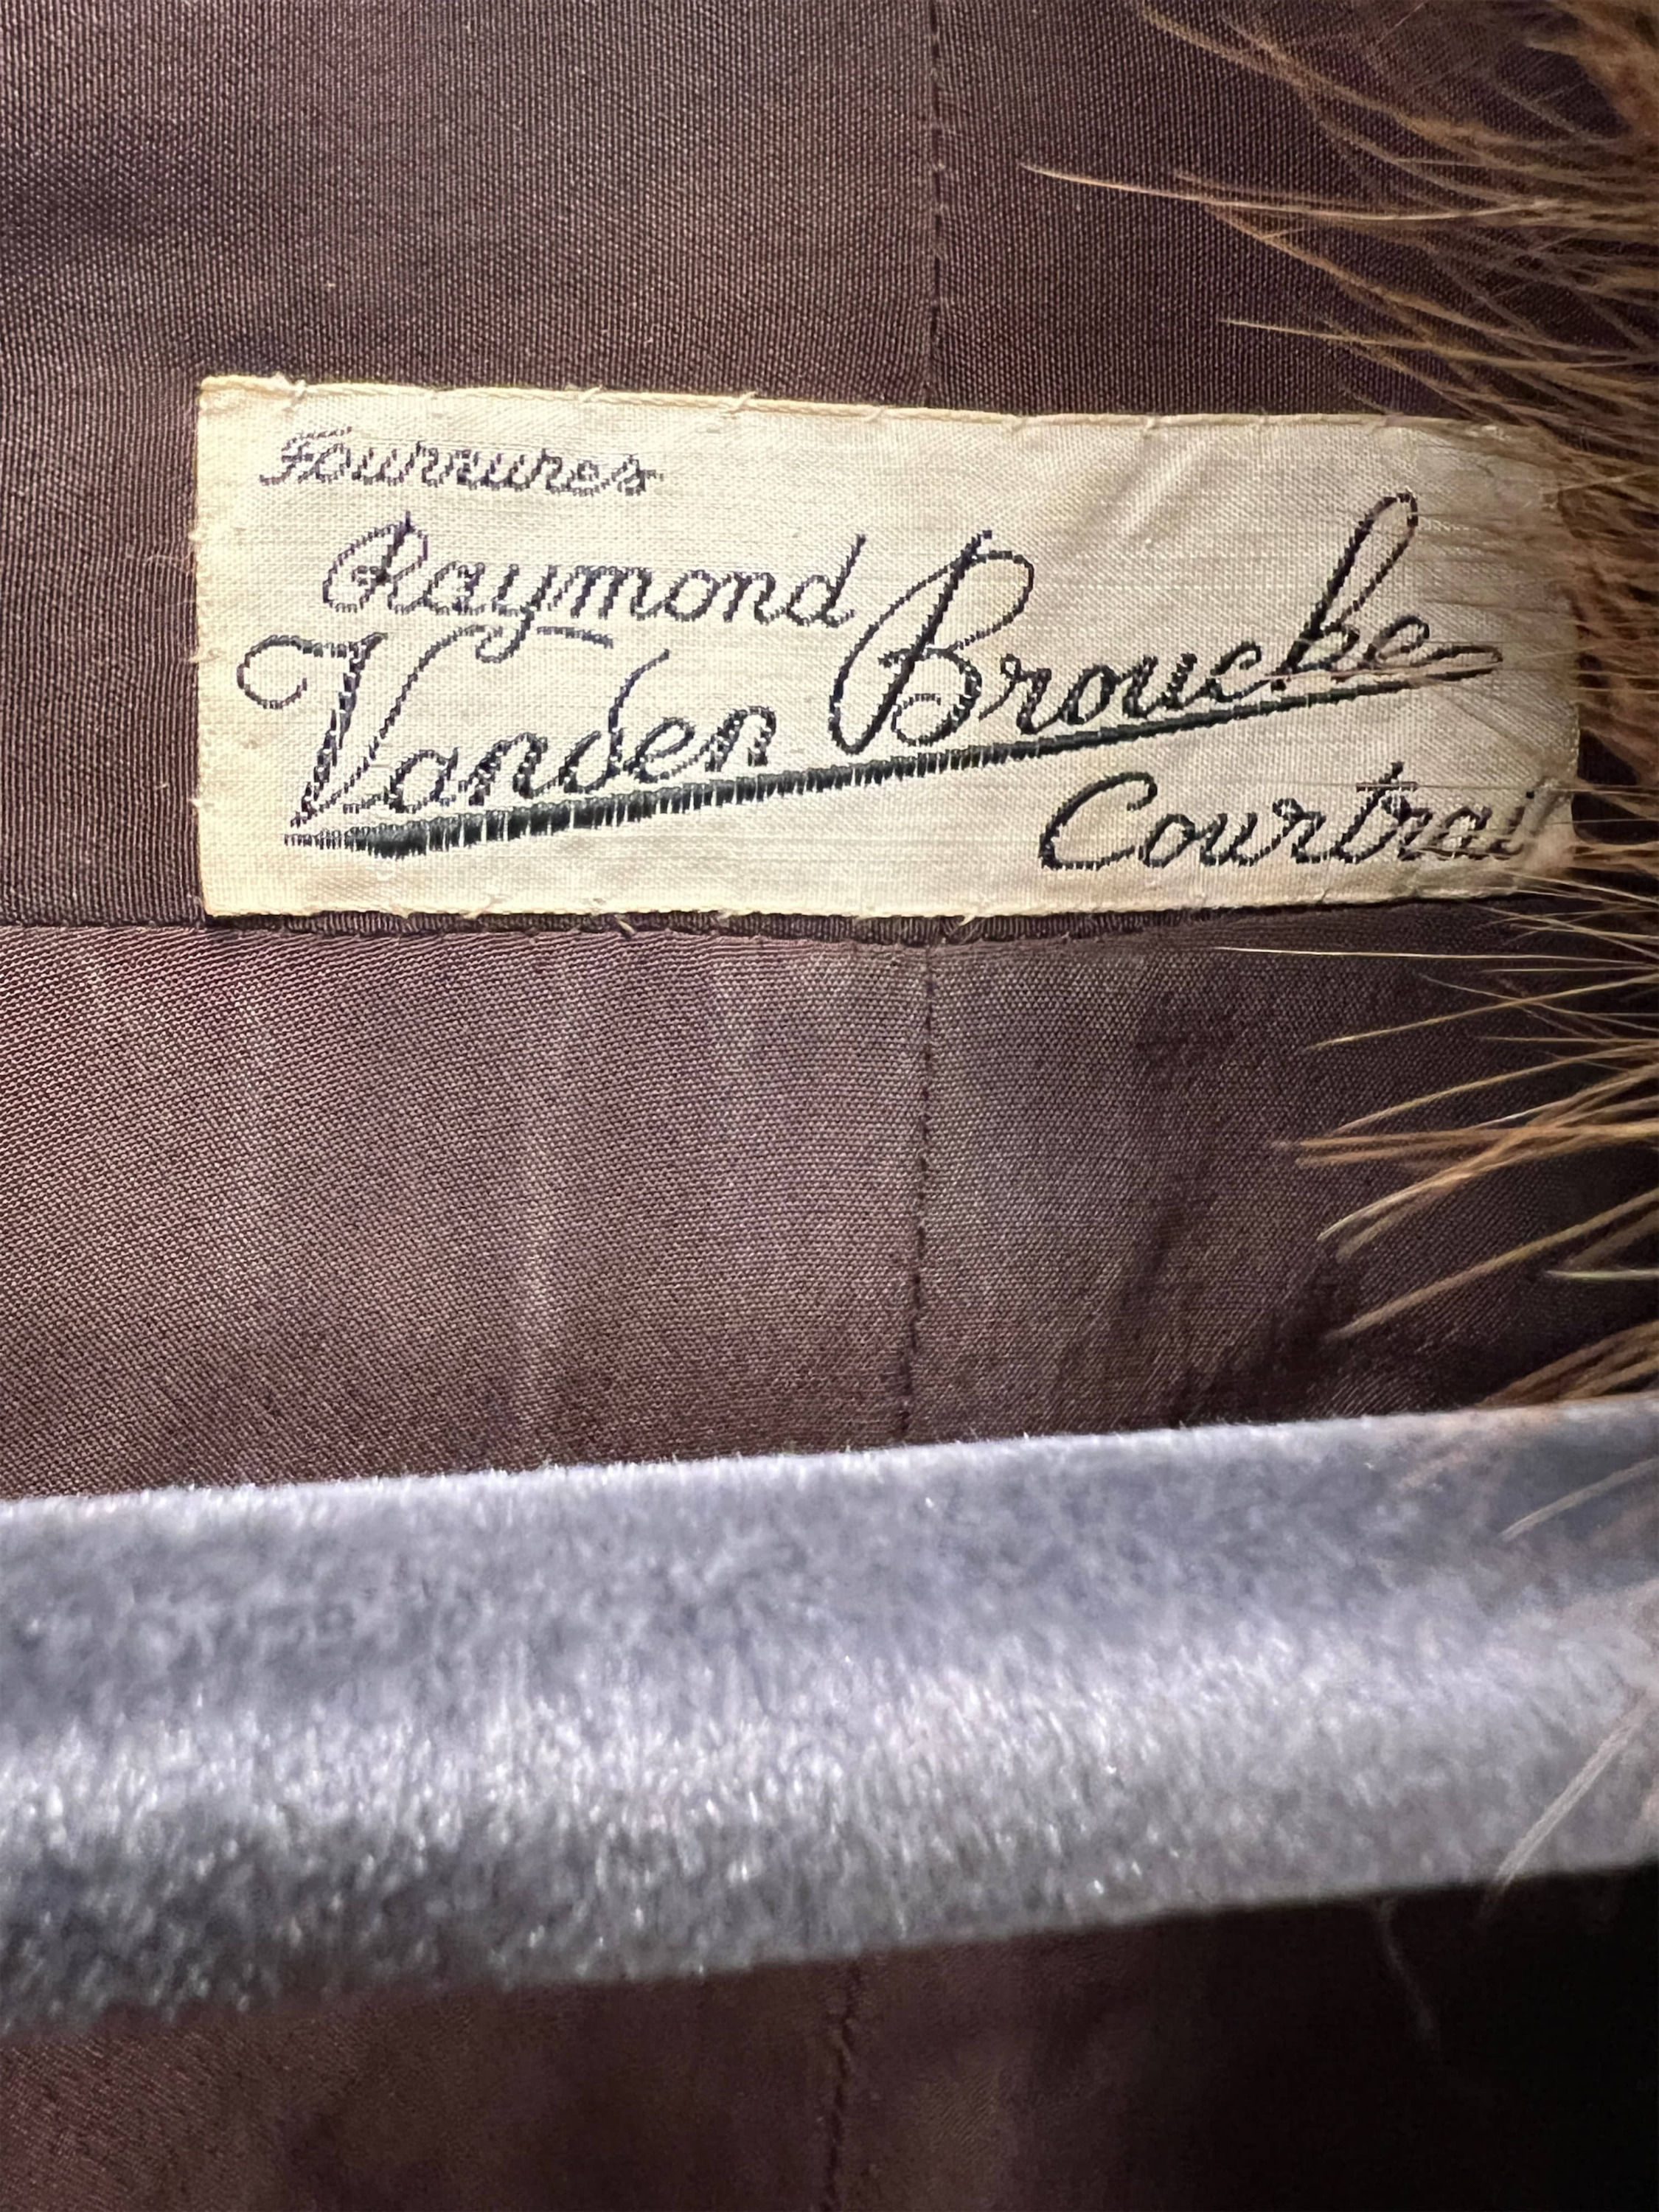 Fourrures
Raymond
Vanden Broucke
Courtrai